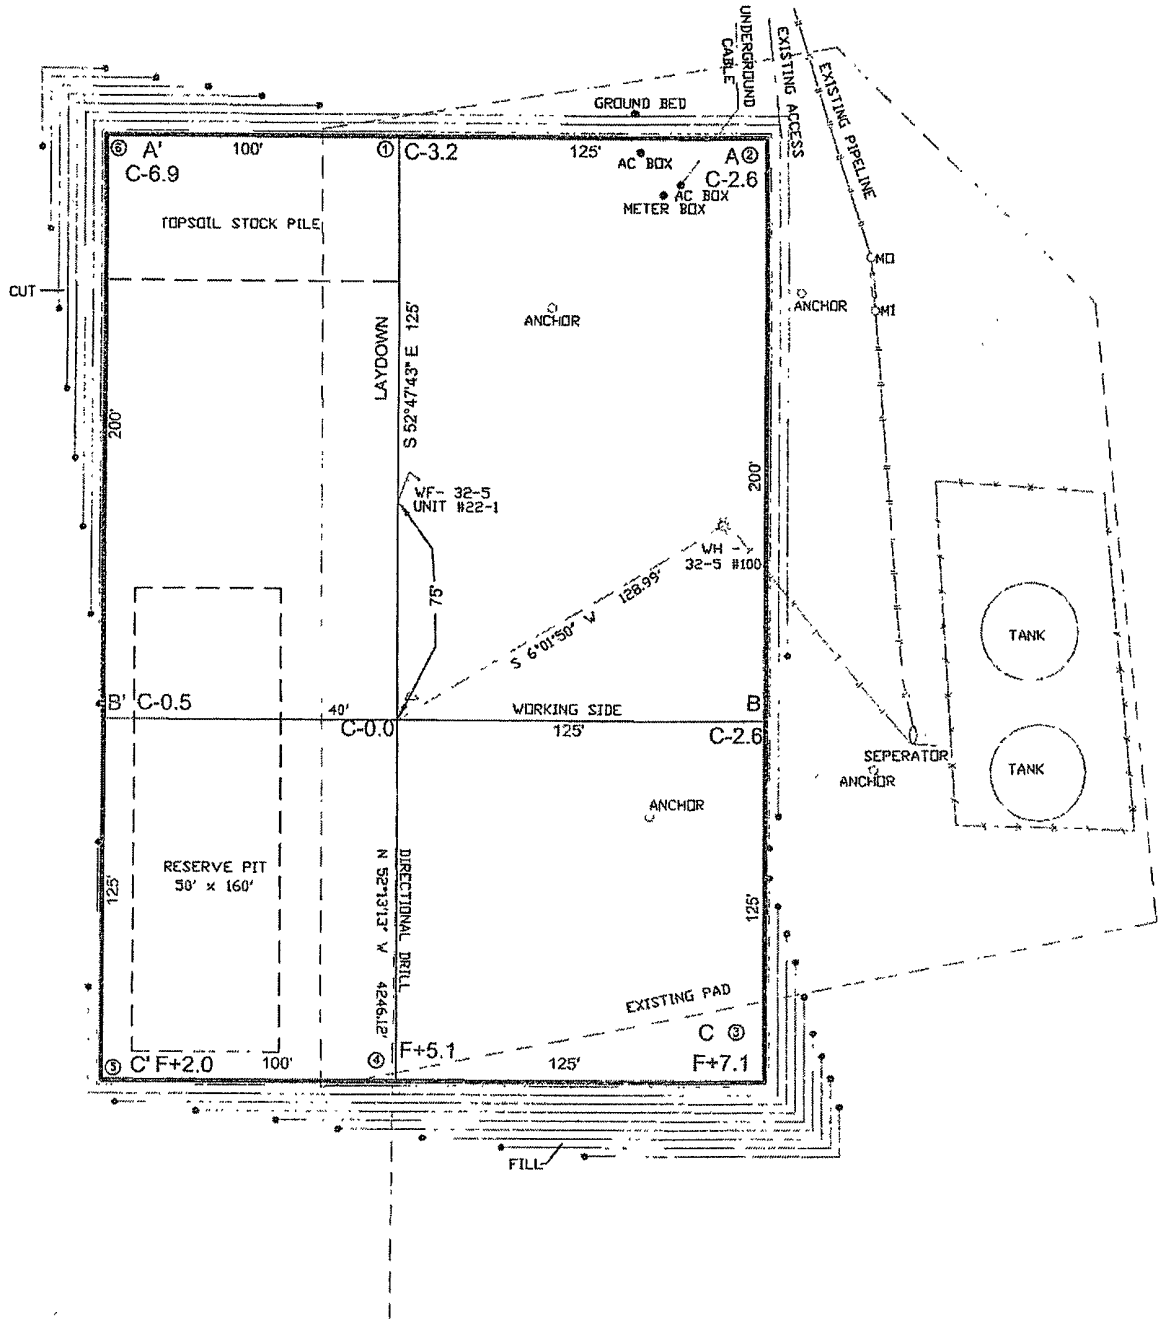 UNDERGROUND
CABLE
EXISTING ACCESS
EXISTING PIPELINE
GROUND BED
⑥ A'
C-6.9
100'
① C-3.2
125'
A ②
C-2.6
AC BOX
AC BOX
METER BOX
TOPSOIL STOCK PILE
CUT
MO
M1
ANCHOR
ANCHOR
LAYDOWN
S 52°47'43" E 125'
200'
200'
WF- 32-5
UNIT #22-1
WH -
32-5 #100
75'
S 6°01'50" W 128.99'
TANK
B' C-0.5
40'
C-0.0
WORKING SIDE
125'
B
C-2.6
SEPERATOR
TANK
ANCHOR
ANCHOR
RESERVE PIT
50' x 160'
125'
DIRECTIONAL DRILL
N 52°13'13" W 4246.12'
125'
EXISTING PAD
C ③
F+7.1
⑤ C' F+2.0
100'
④ F+5.1
125'
FILL